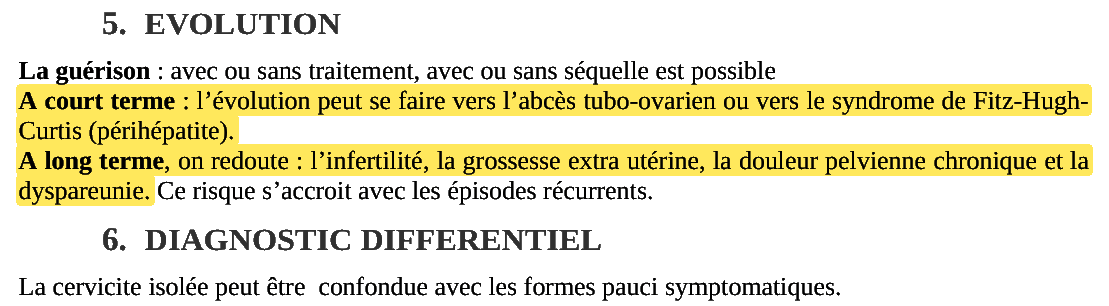 5. EVOLUTION
La guérison : avec ou sans traitement, avec ou sans séquelle est possible
A court terme : l’évolution peut se faire vers l’abcès tubo-ovarien ou vers le syndrome de Fitz-Hugh-
Curtis (périhépatite).
A long terme, on redoute : l’infertilité, la grossesse extra utérine, la douleur pelvienne chronique et la
dyspareunie. Ce risque s’accroit avec les épisodes récurrents.
6. DIAGNOSTIC DIFFERENTIEL
La cervicite isolée peut être  confondue avec les formes pauci symptomatiques.